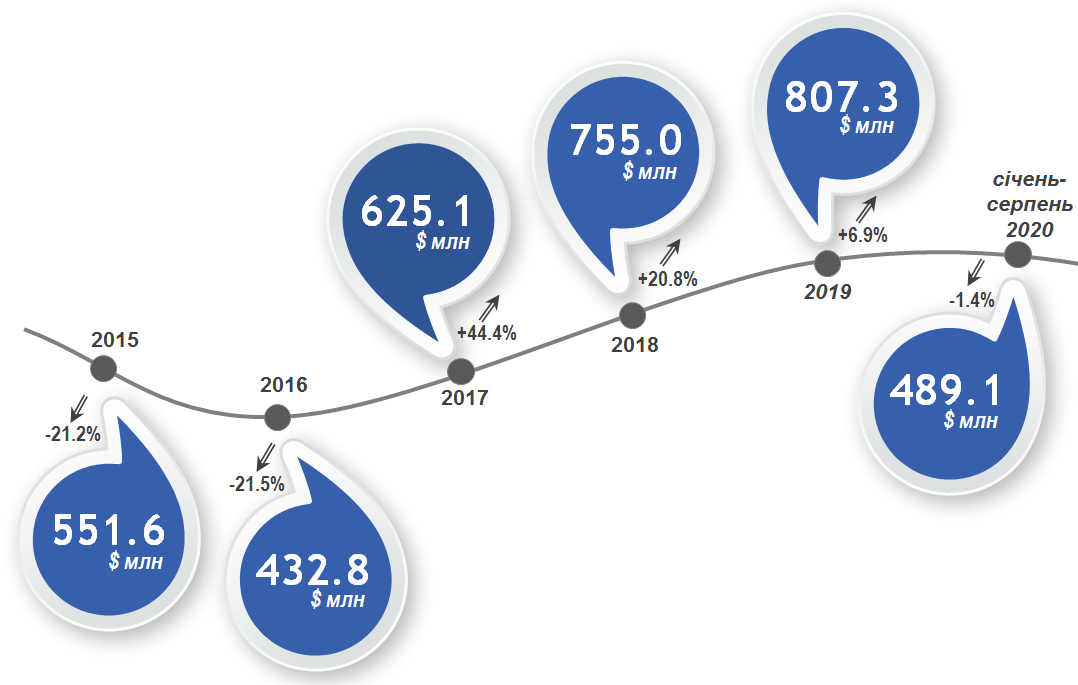 2015
-21.2%
551.6
$ млн
2016
-21.5%
432.8
$ млн
625.1
$ млн
+44.4%
2017
755.0
$ млн
+20.8%
2018
807.3
$ млн
+6.9%
2019
січень-
серпень
2020
-1.4%
489.1
$ млн